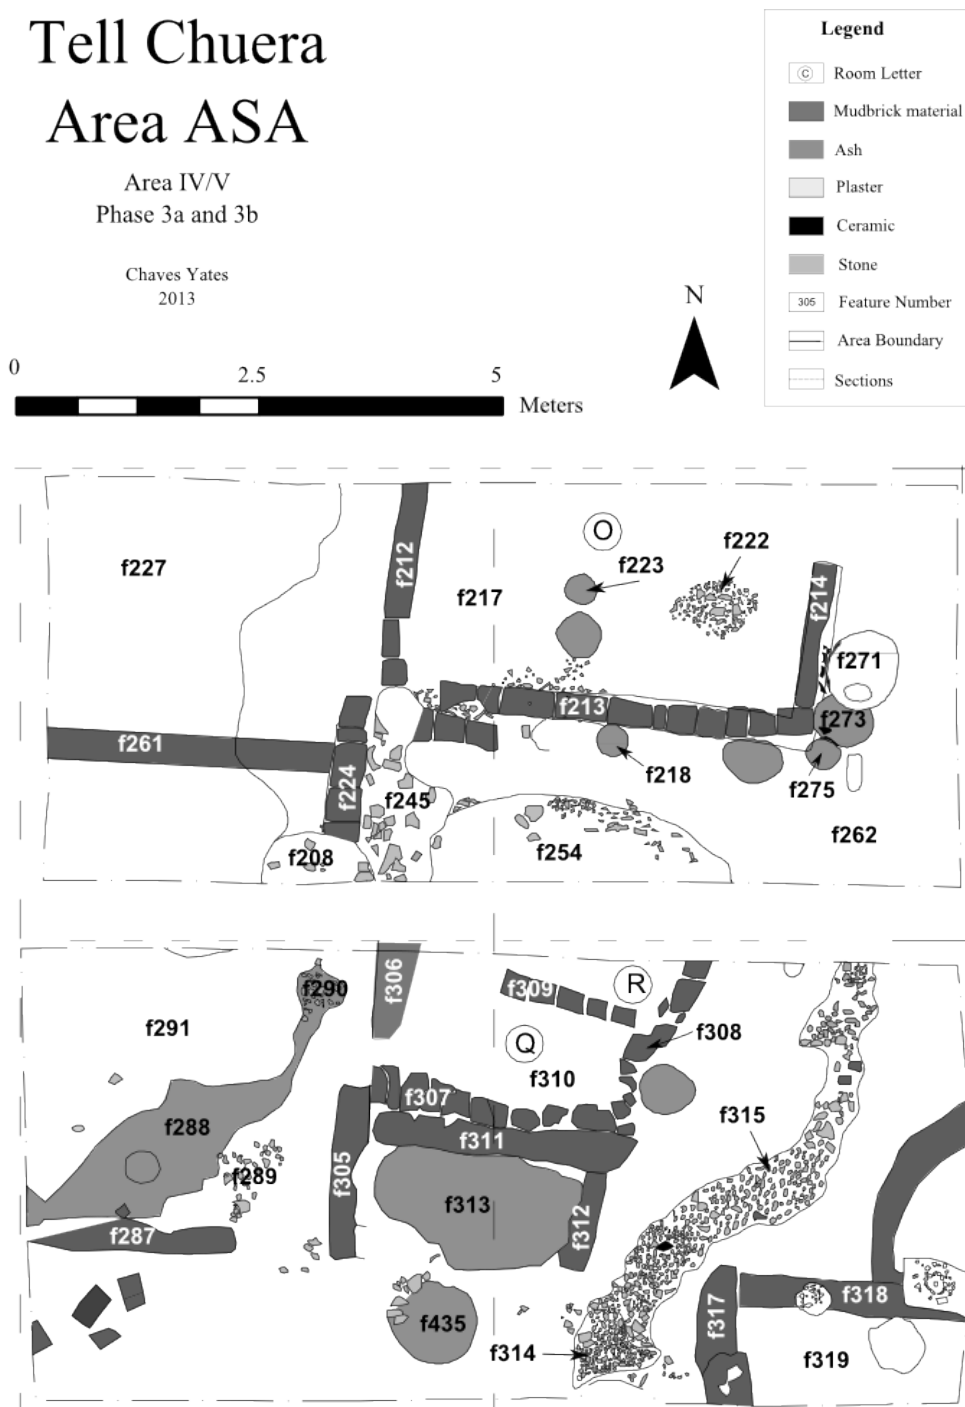 Tell Chuera
Area ASA
Area IV/V
Phase 3a and 3b
Chaves Yates
2013
Legend
C Room Letter
Mudbrick material
Ash
Plaster
Ceramic
Stone
305 Feature Number
Area Boundary
Sections
N
0 2.5 5
Meters
O
f227
f212
f217
f223
f222
f214
f271
f213
f273
f261
f224
f245
f218
f275
f208
f254
f262
f290
f306
f309
R
f291
f308
Q
f310
f307
f288
f311
f315
f289
f305
f313
f312
f287
f318
f317
f435
f314
f319